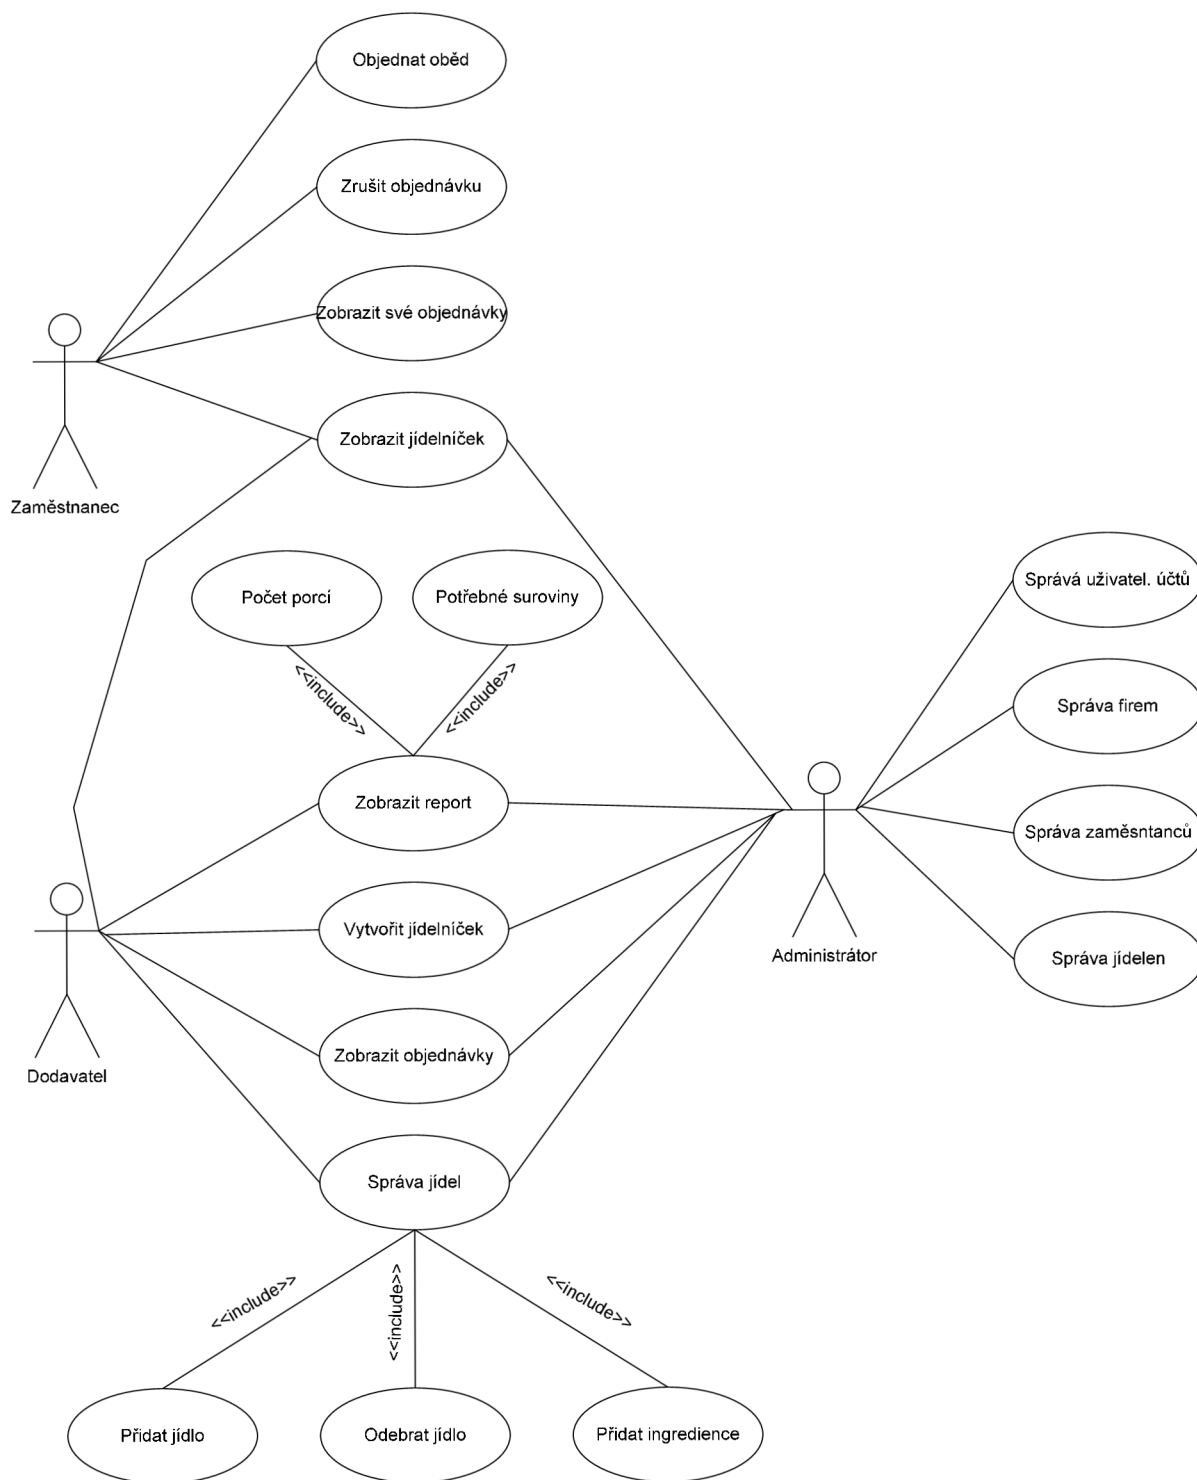 Objednat oběd
Zrušit objednávku
Zobrazit své objednávky
Zobrazit jídelníček
Zaměstnanec
Počet porcí
Potřebné suroviny
Správá uživatel. účtů
<<include>>
<<include>>
Správa firem
Zobrazit report
Správa zaměsntanců
Vytvořit jídelníček
Administrátor
Správa jídelen
Zobrazit objednávky
Dodavatel
Správa jídel
<<include>>
<<include>>
<<include>>
Přidat jídlo
Odebrat jídlo
Přidat ingredience